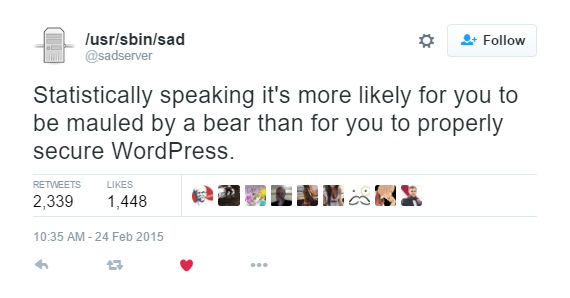 /usr/sbin/sad
@sadserver
Follow
Statistically speaking it's more likely for you to
be mauled by a bear than for you to properly
secure WordPress.
RETWEETS LIKES
2,339 1,448
10:35 AM - 24 Feb 2015